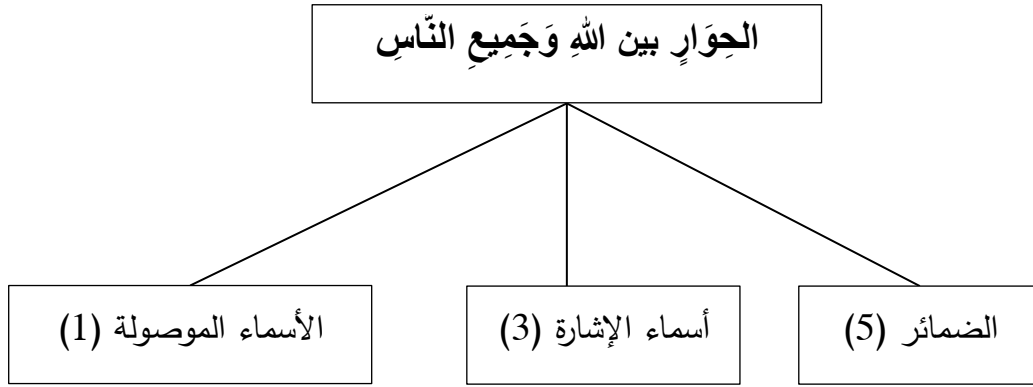 الحِوَارٍ بين اللهِ وَجَمِيعِ النّاسِ
الضمائر (5)
أسماء الإشارة (3)
الأسماء الموصولة (1)